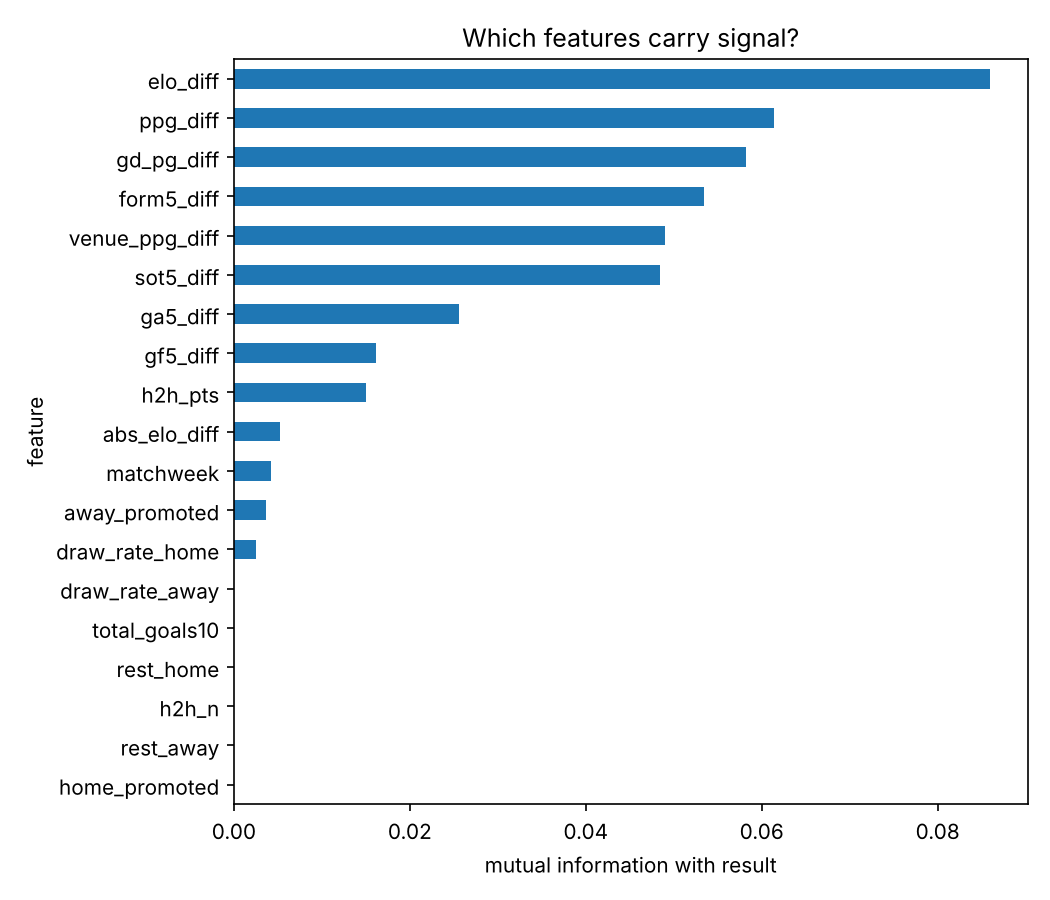 Which features carry signal?
elo_diff
ppg_diff
gd_pg_diff
form5_diff
venue_ppg_diff
sot5_diff
ga5_diff
gf5_diff
h2h_pts
abs_elo_diff
matchweek
away_promoted
draw_rate_home
draw_rate_away
total_goals10
rest_home
h2h_n
rest_away
home_promoted
feature
0.00 0.02 0.04 0.06 0.08
mutual information with result